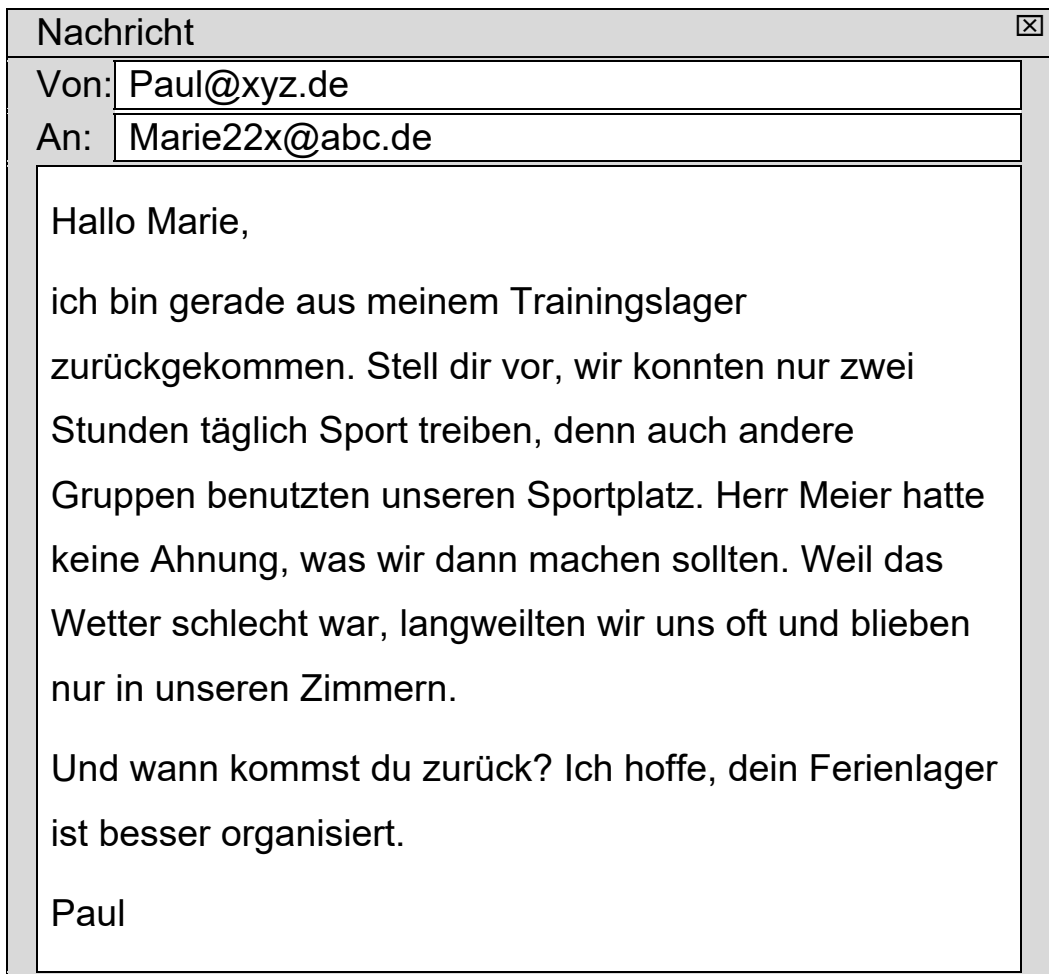 Nachricht
Von: Paul@xyz.de
An: Marie22x@abc.de
Hallo Marie,
ich bin gerade aus meinem Trainingslager
zurückgekommen. Stell dir vor, wir konnten nur zwei
Stunden täglich Sport treiben, denn auch andere
Gruppen benutzten unseren Sportplatz. Herr Meier hatte
keine Ahnung, was wir dann machen sollten. Weil das
Wetter schlecht war, langweilten wir uns oft und blieben
nur in unseren Zimmern.
Und wann kommst du zurück? Ich hoffe, dein Ferienlager
ist besser organisiert.
Paul